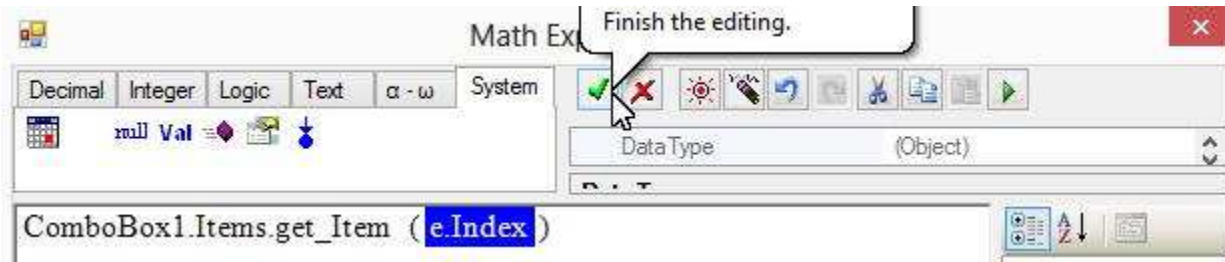 Finish the editing.
Math Exp
Decimal Integer Logic Text α - ω System
null Val
DataType (Object)
ComboBox1.Items.get_Item ( e.Index )
A
Z